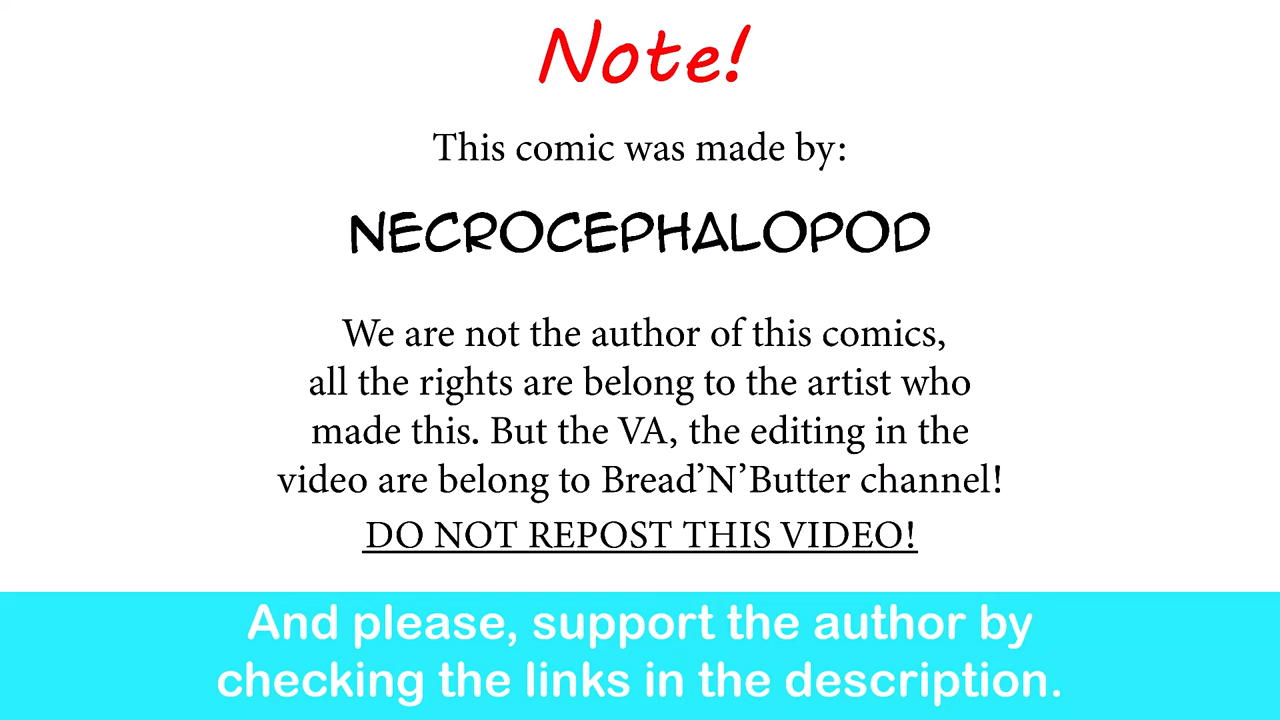 Note!
This comic was made by:
NECROCEPHALOPOD
We are not the author of this comics,
all the rights are belong to the artist who
made this. But the VA, the editing in the
video are belong to Bread’N’Butter channel!
DO NOT REPOST THIS VIDEO!
And please, support the author by
checking the links in the description.